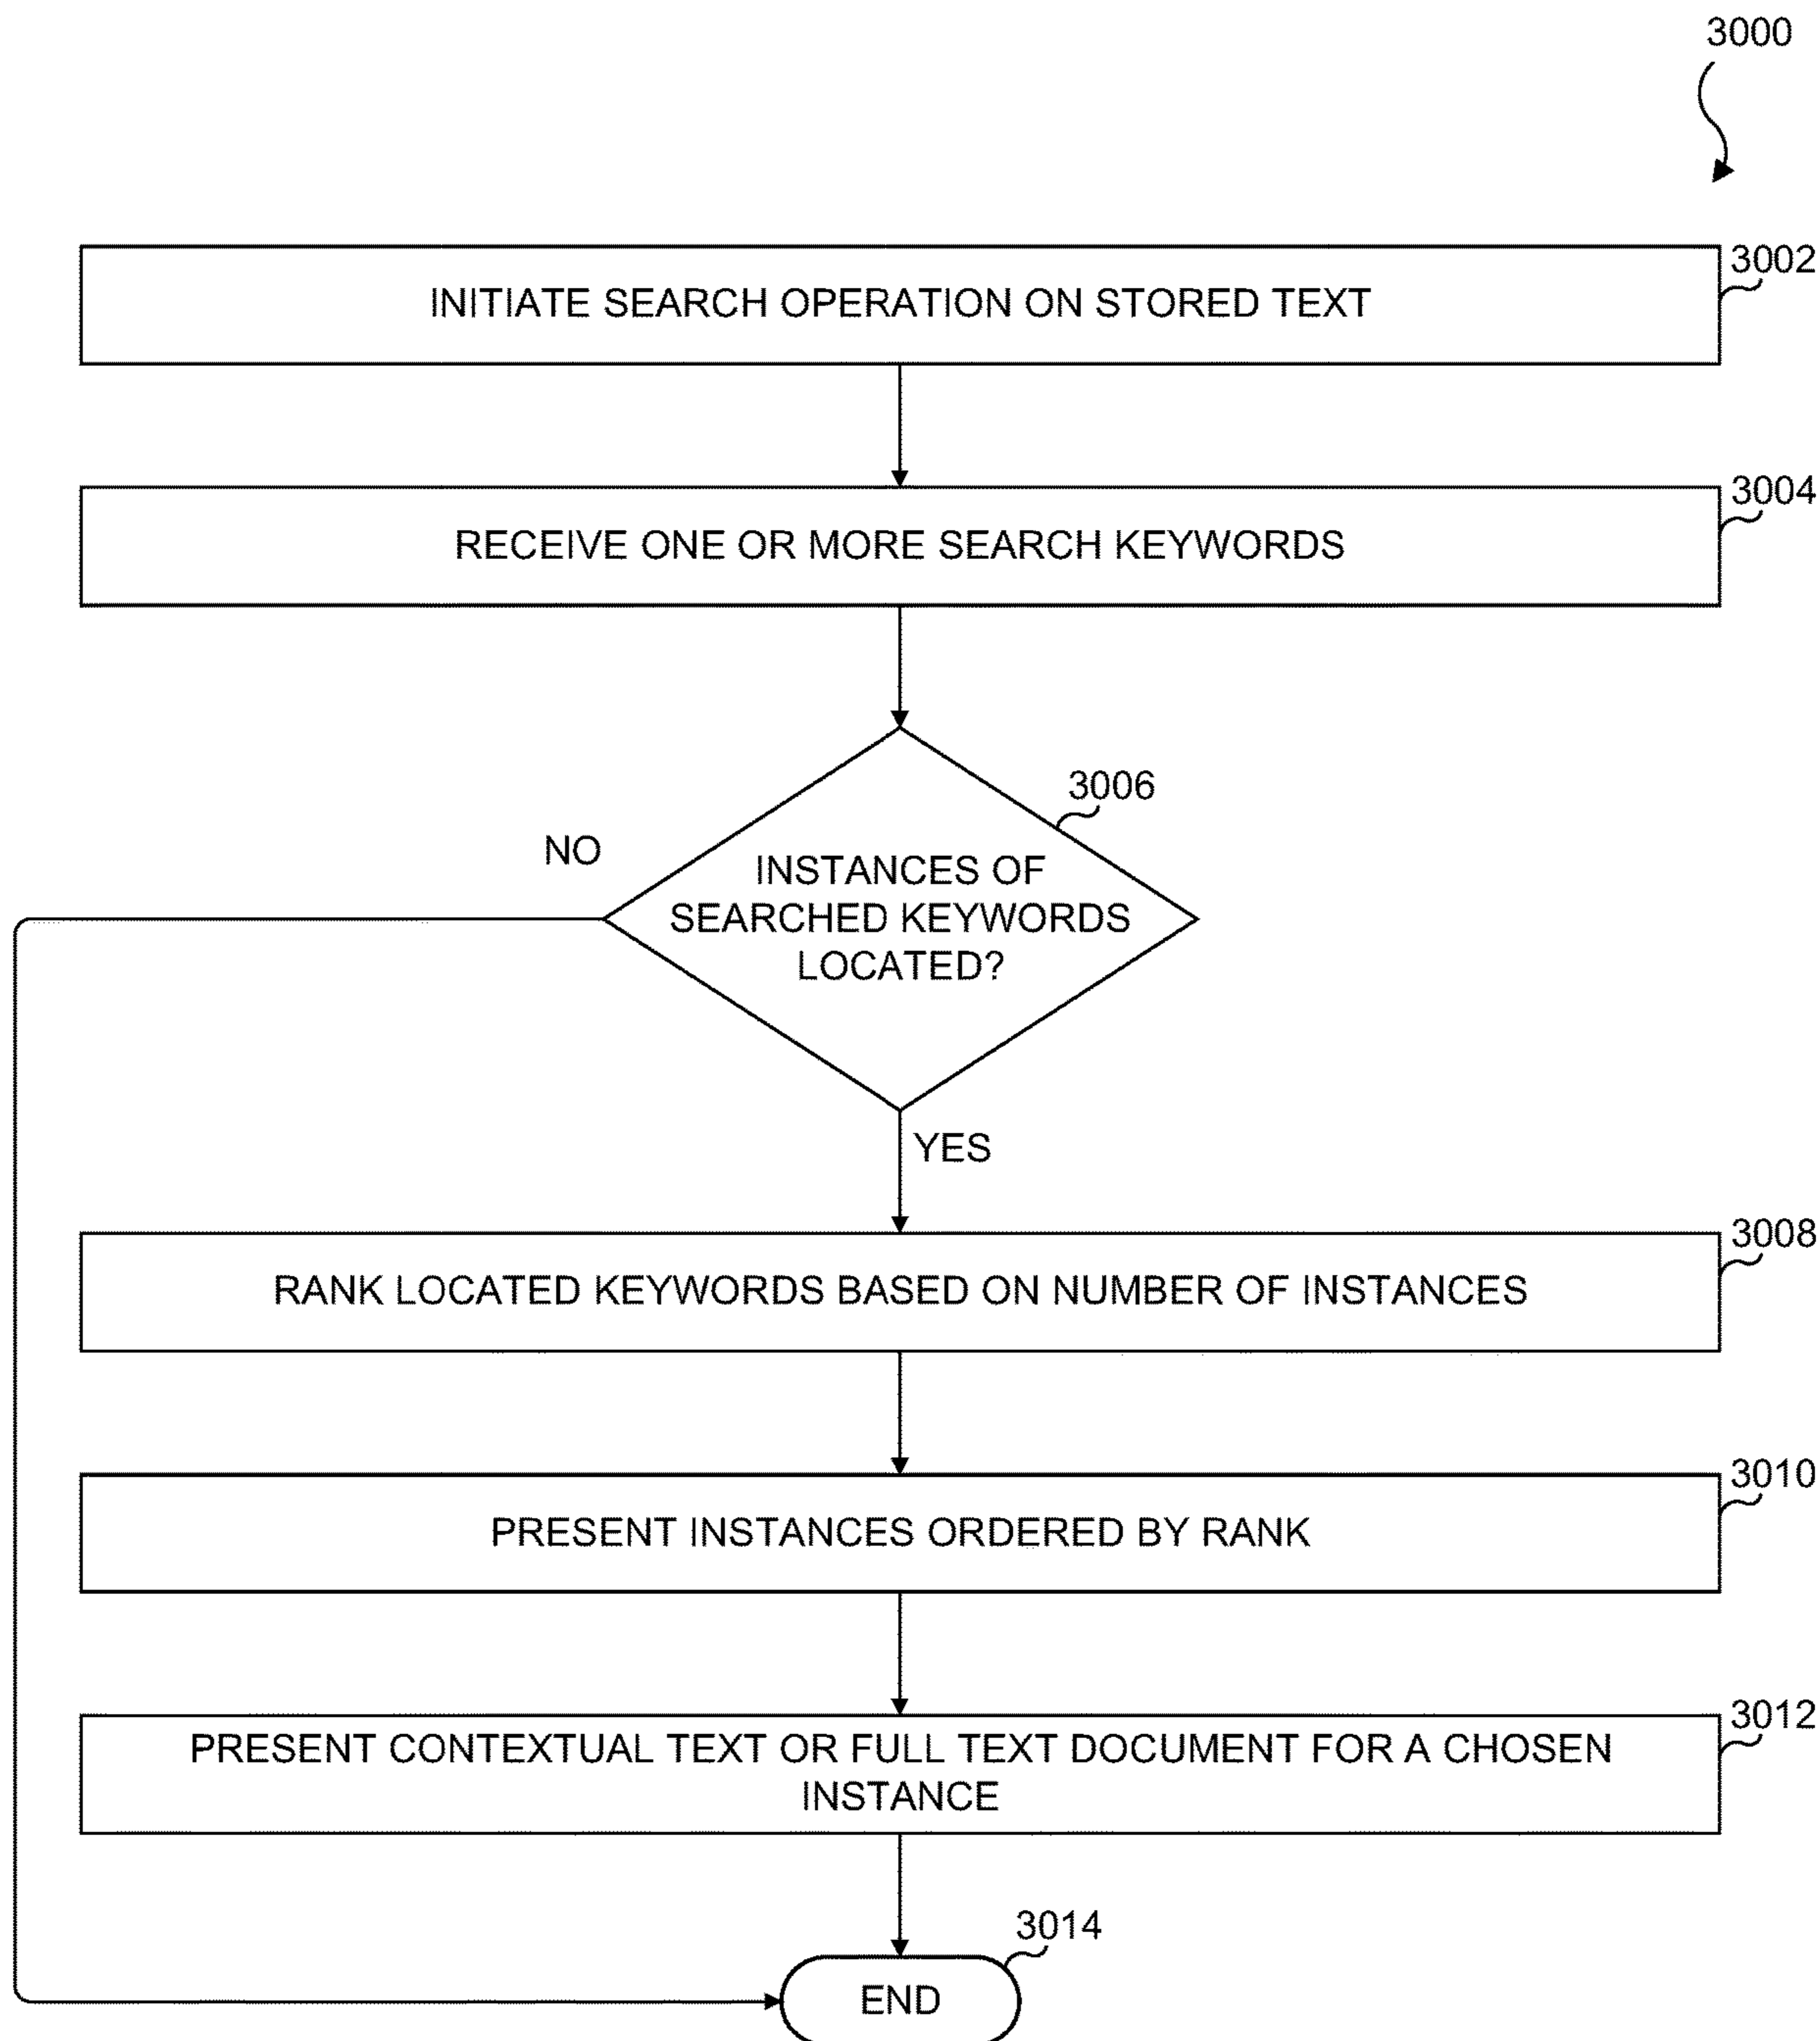 3000
3002
INITIATE SEARCH OPERATION ON STORED TEXT
3004
RECEIVE ONE OR MORE SEARCH KEYWORDS
3006
NO
INSTANCES OF
SEARCHED KEYWORDS
LOCATED?
YES
3008
RANK LOCATED KEYWORDS BASED ON NUMBER OF INSTANCES
3010
PRESENT INSTANCES ORDERED BY RANK
3012
PRESENT CONTEXTUAL TEXT OR FULL TEXT DOCUMENT FOR A CHOSEN
INSTANCE
3014
END